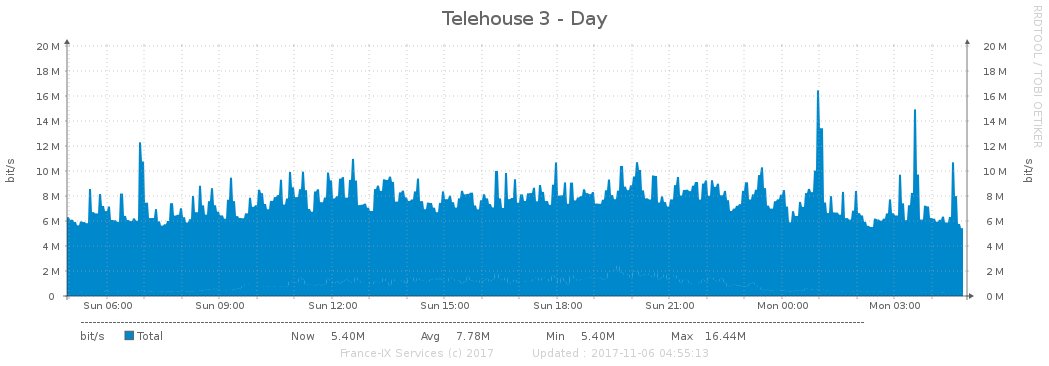 Telehouse 3 - Day
RRDTOOL / TOBI OETIKER
bit/s
20 M 20 M
18 M 18 M
16 M 16 M
14 M 14 M
12 M 12 M
10 M 10 M
8 M 8 M
6 M 6 M
4 M 4 M
2 M 2 M
0 0 M
bit/s
Sun 06:00 Sun 09:00 Sun 12:00 Sun 15:00 Sun 18:00 Sun 21:00 Mon 00:00 Mon 03:00
bit/s Total Now 5.40M Avg 7.78M Min 5.40M Max 16.44M
France-IX Services (c) 2017 Updated : 2017-11-06 04:55:13